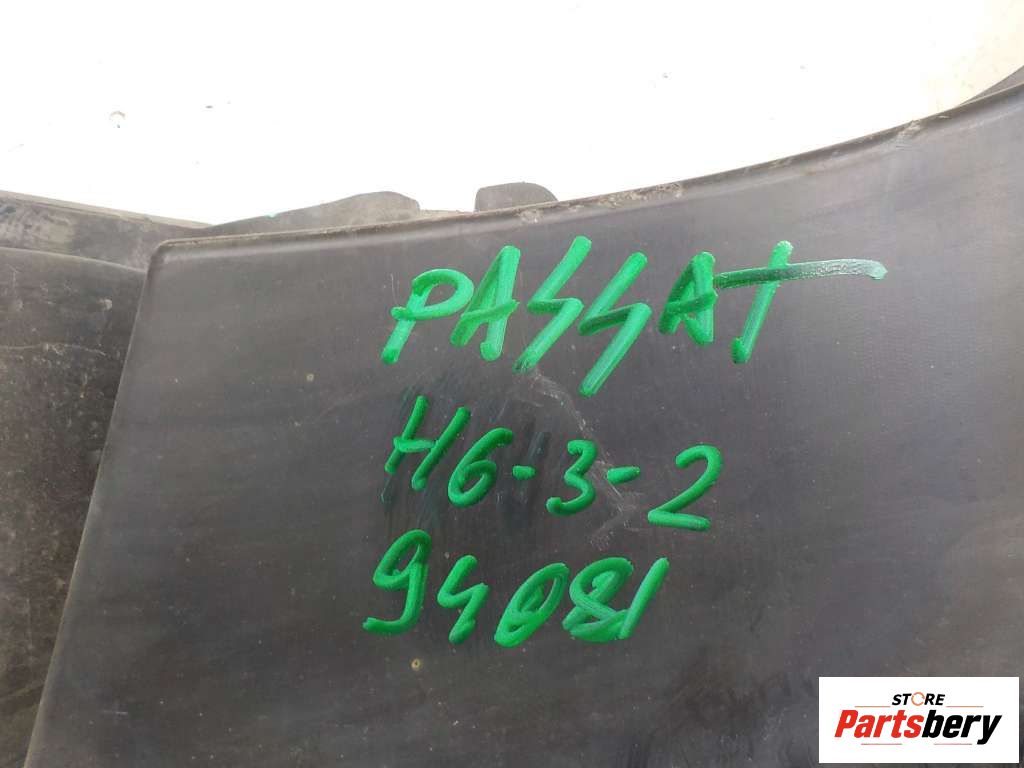 PASSAT
H6-3-2
94081
STORE
Partsbery